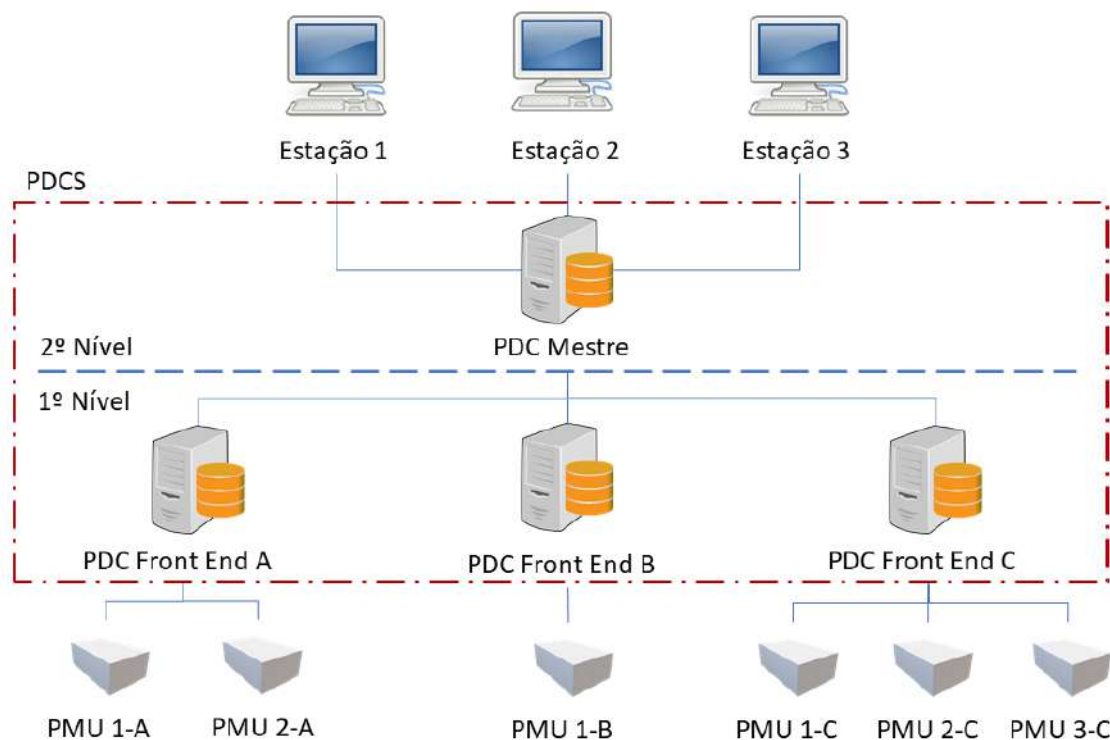 Estação 1
Estação 2
Estação 3
PDCS
PDC Mestre
2º Nível
1º Nível
PDC Front End A
PDC Front End B
PDC Front End C
PMU 1-A
PMU 2-A
PMU 1-B
PMU 1-C
PMU 2-C
PMU 3-C